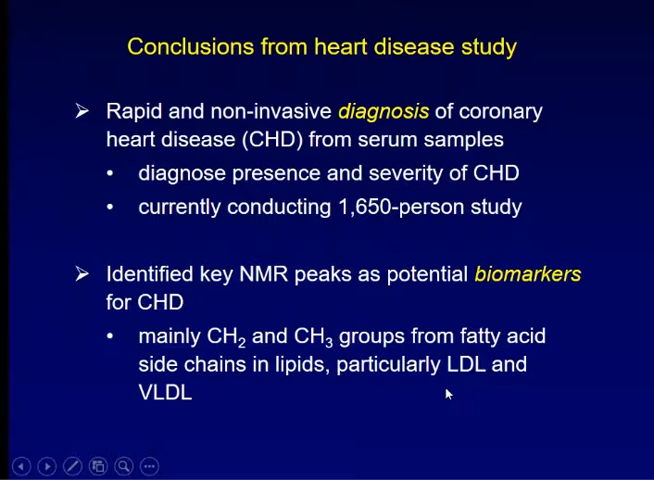 Conclusions from heart disease study
➢ Rapid and non-invasive diagnosis of coronary
heart disease (CHD) from serum samples
• diagnose presence and severity of CHD
• currently conducting 1,650-person study
➢ Identified key NMR peaks as potential biomarkers
for CHD
• mainly CH₂ and CH₃ groups from fatty acid
side chains in lipids, particularly LDL and
VLDL